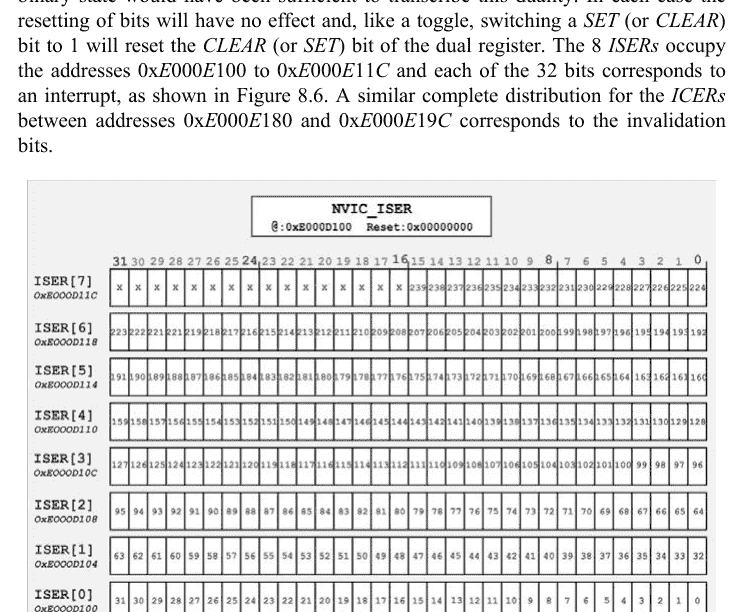 resetting of bits will have no effect and, like a toggle, switching a SET (or CLEAR)
bit to 1 will reset the CLEAR (or SET) bit of the dual register. The 8 ISERs occupy
the addresses 0xE000E100 to 0xE000E11C and each of the 32 bits corresponds to
an interrupt, as shown in Figure 8.6. A similar complete distribution for the ICERs
between addresses 0xE000E180 and 0xE000E19C corresponds to the invalidation
bits.
NVIC_ISER
@:0xE000D100 Reset:0x00000000
31 30 29 28 27 26 25 24 23 22 21 20 19 18 17 16 15 14 13 12 11 10 9 8 7 6 5 4 3 2 1 0
ISER[7]
0xE000D11C
x x x x x x x x x x x x x x x x 239 238 237 236 235 234 233 232 231 230 229 228 227 226 225 224
ISER[6]
0xE000D118
223 222 221 221 219 218 217 216 215 214 213 212 211 210 209 208 207 206 205 204 203 202 201 200 199 198 197 196 195 194 193 192
ISER[5]
0xE000D114
191 190 189 188 187 186 185 184 183 182 181 180 179 178 177 176 175 174 173 172 171 170 169 168 167 166 165 164 163 162 161 160
ISER[4]
0xE000D110
159 158 157 156 155 154 153 152 151 150 149 148 147 146 145 144 143 142 141 140 139 138 137 136 135 134 133 132 131 130 129 128
ISER[3]
0xE000D10C
127 126 125 124 123 122 121 120 119 118 117 116 115 114 113 112 111 110 109 108 107 106 105 104 103 102 101 100 99 98 97 96
ISER[2]
0xE000D108
95 94 93 92 91 90 89 88 87 86 85 84 83 82 81 80 79 78 77 76 75 74 73 72 71 70 69 68 67 66 65 64
ISER[1]
0xE000D104
63 62 61 60 59 58 57 56 55 54 53 52 51 50 49 48 47 46 45 44 43 42 41 40 39 38 37 36 35 34 33 32
ISER[0]
0xE000D100
31 30 29 28 27 26 25 24 23 22 21 20 19 18 17 16 15 14 13 12 11 10 9 8 7 6 5 4 3 2 1 0